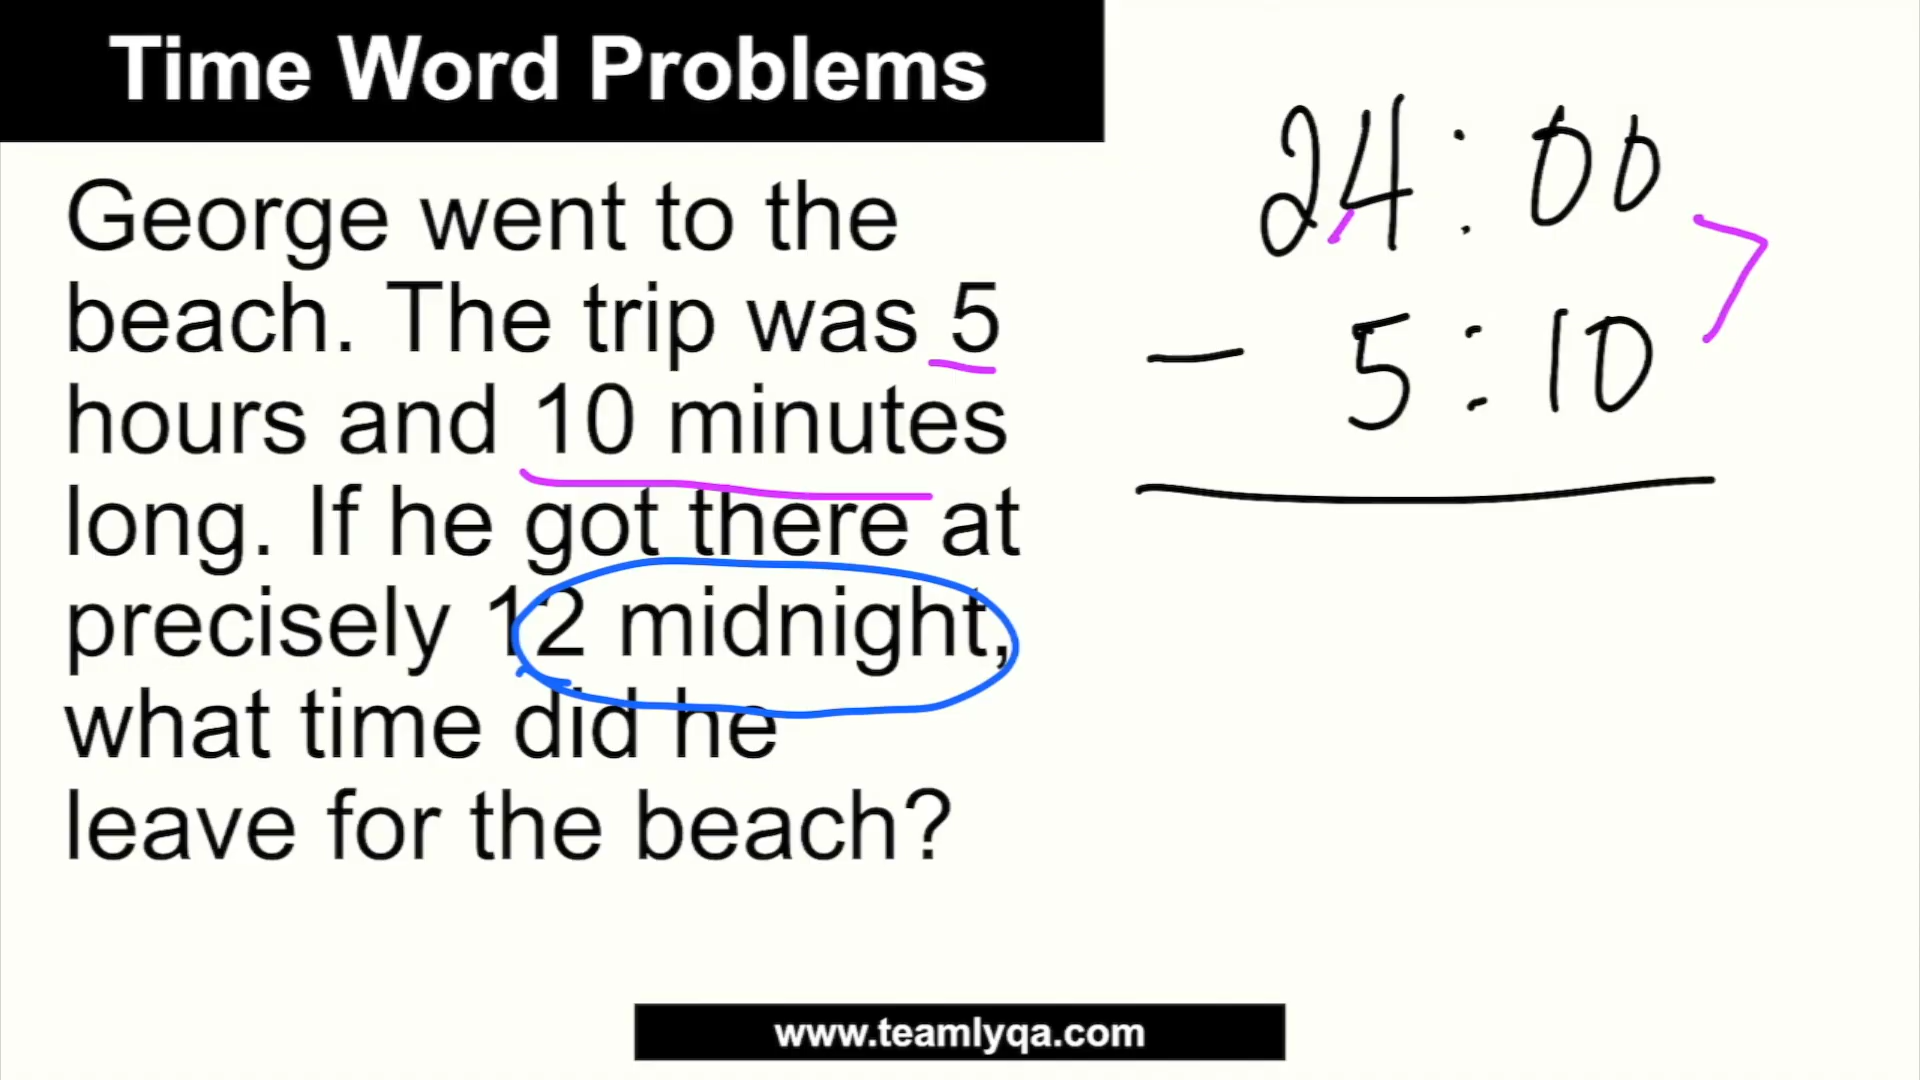 Time Word Problems
George went to the
beach. The trip was 5
hours and 10 minutes
long. If he got there at
precisely 12 midnight,
what time did he
leave for the beach?
24:00
- 5:10
www.teamlyqa.com